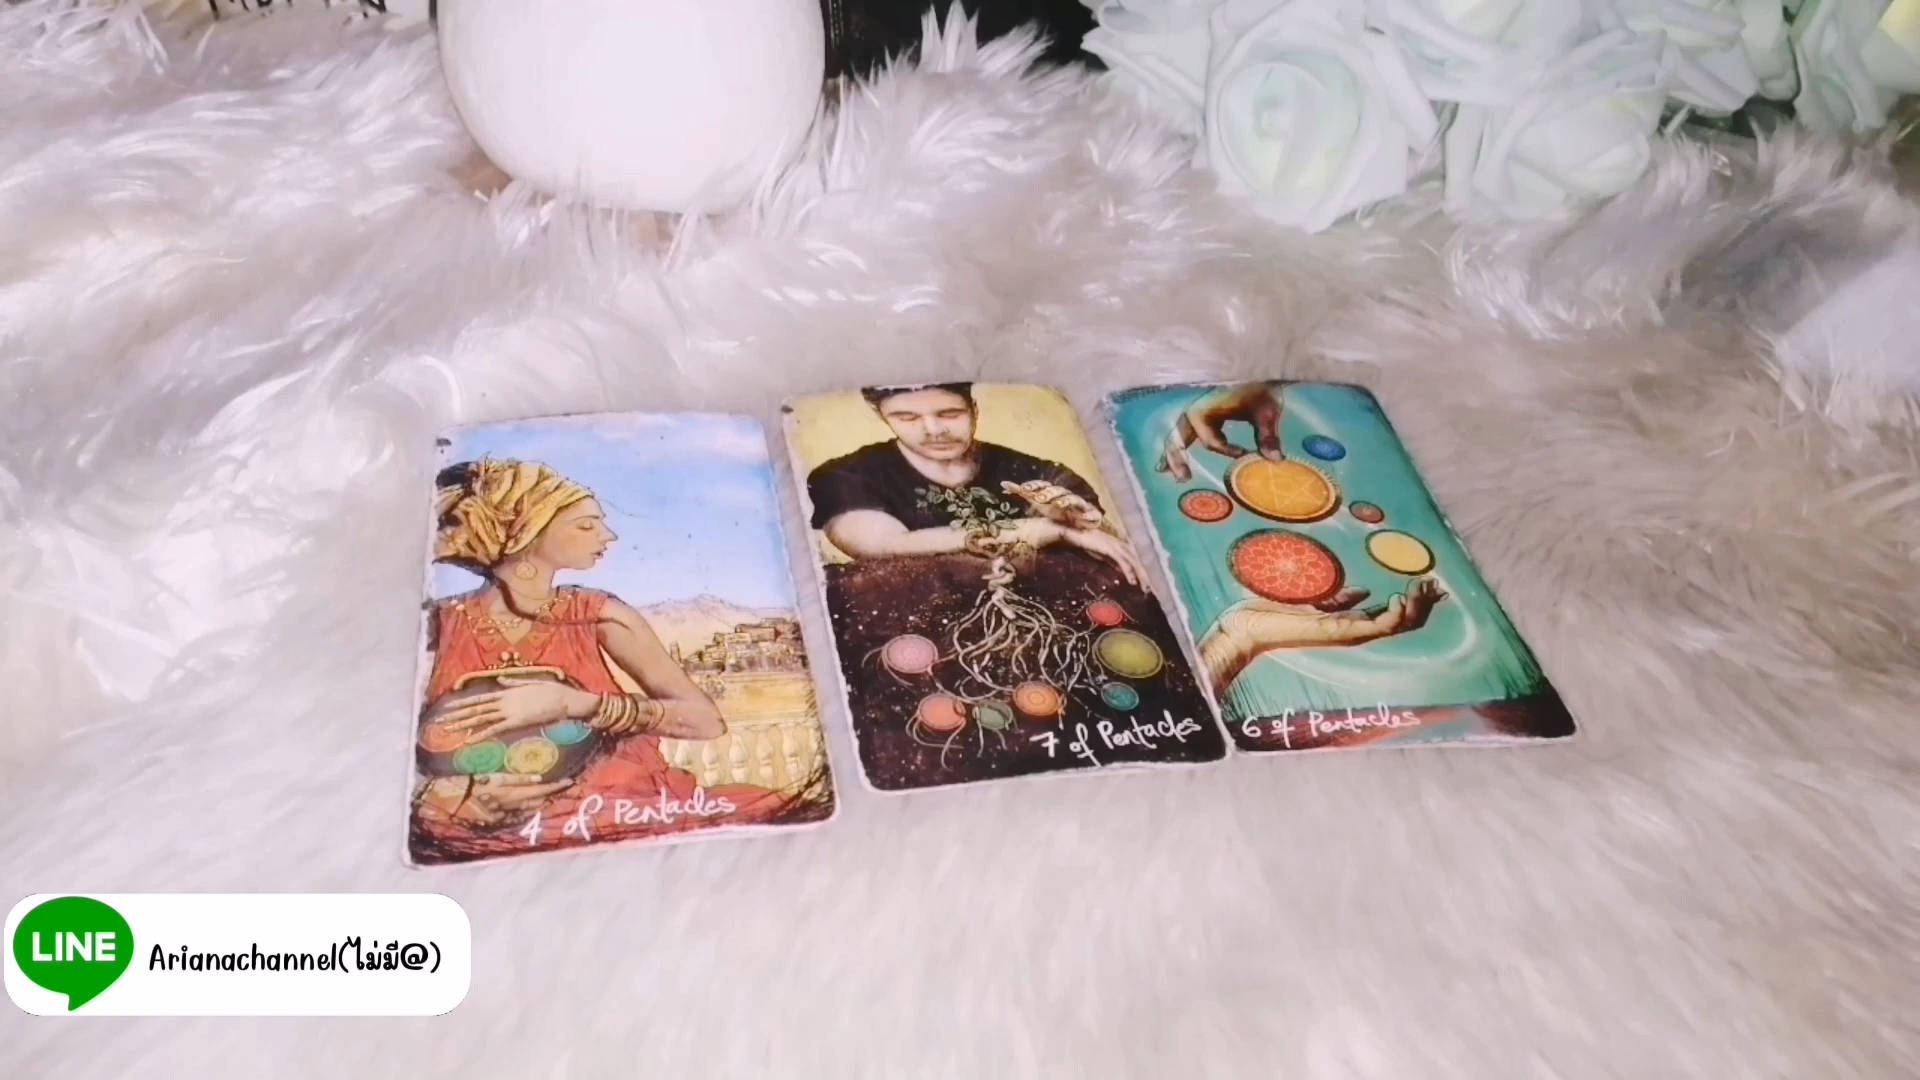 4 of Pentacles
7 of Pentacles
6 of Pentacles
LINE
Arianachannel(ไม่มี@)